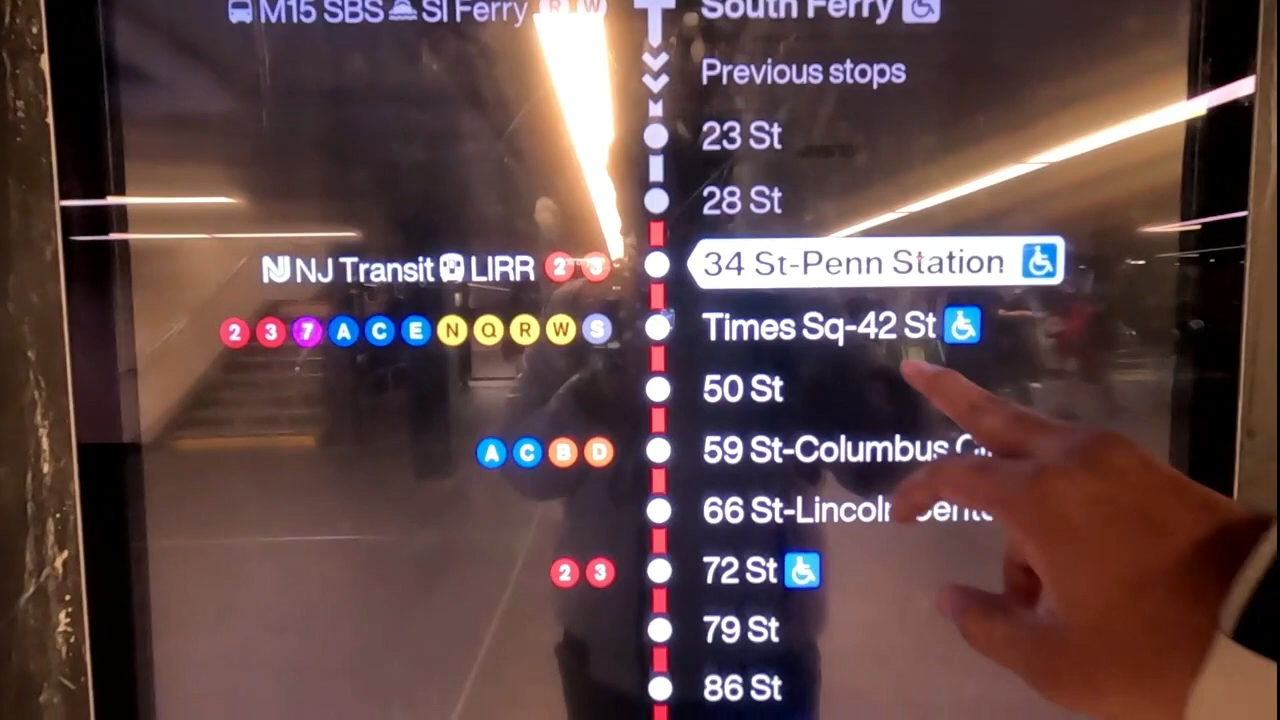 M15 SBS SI Ferry R W South Ferry
Previous stops
23 St
28 St
NJ Transit LIRR 2 3 34 St-Penn Station
2 3 7 A C E N Q R W S Times Sq-42 St
50 St
A C B D 59 St-Columbus
66 St-Lincoln
2 3 72 St
79 St
86 St